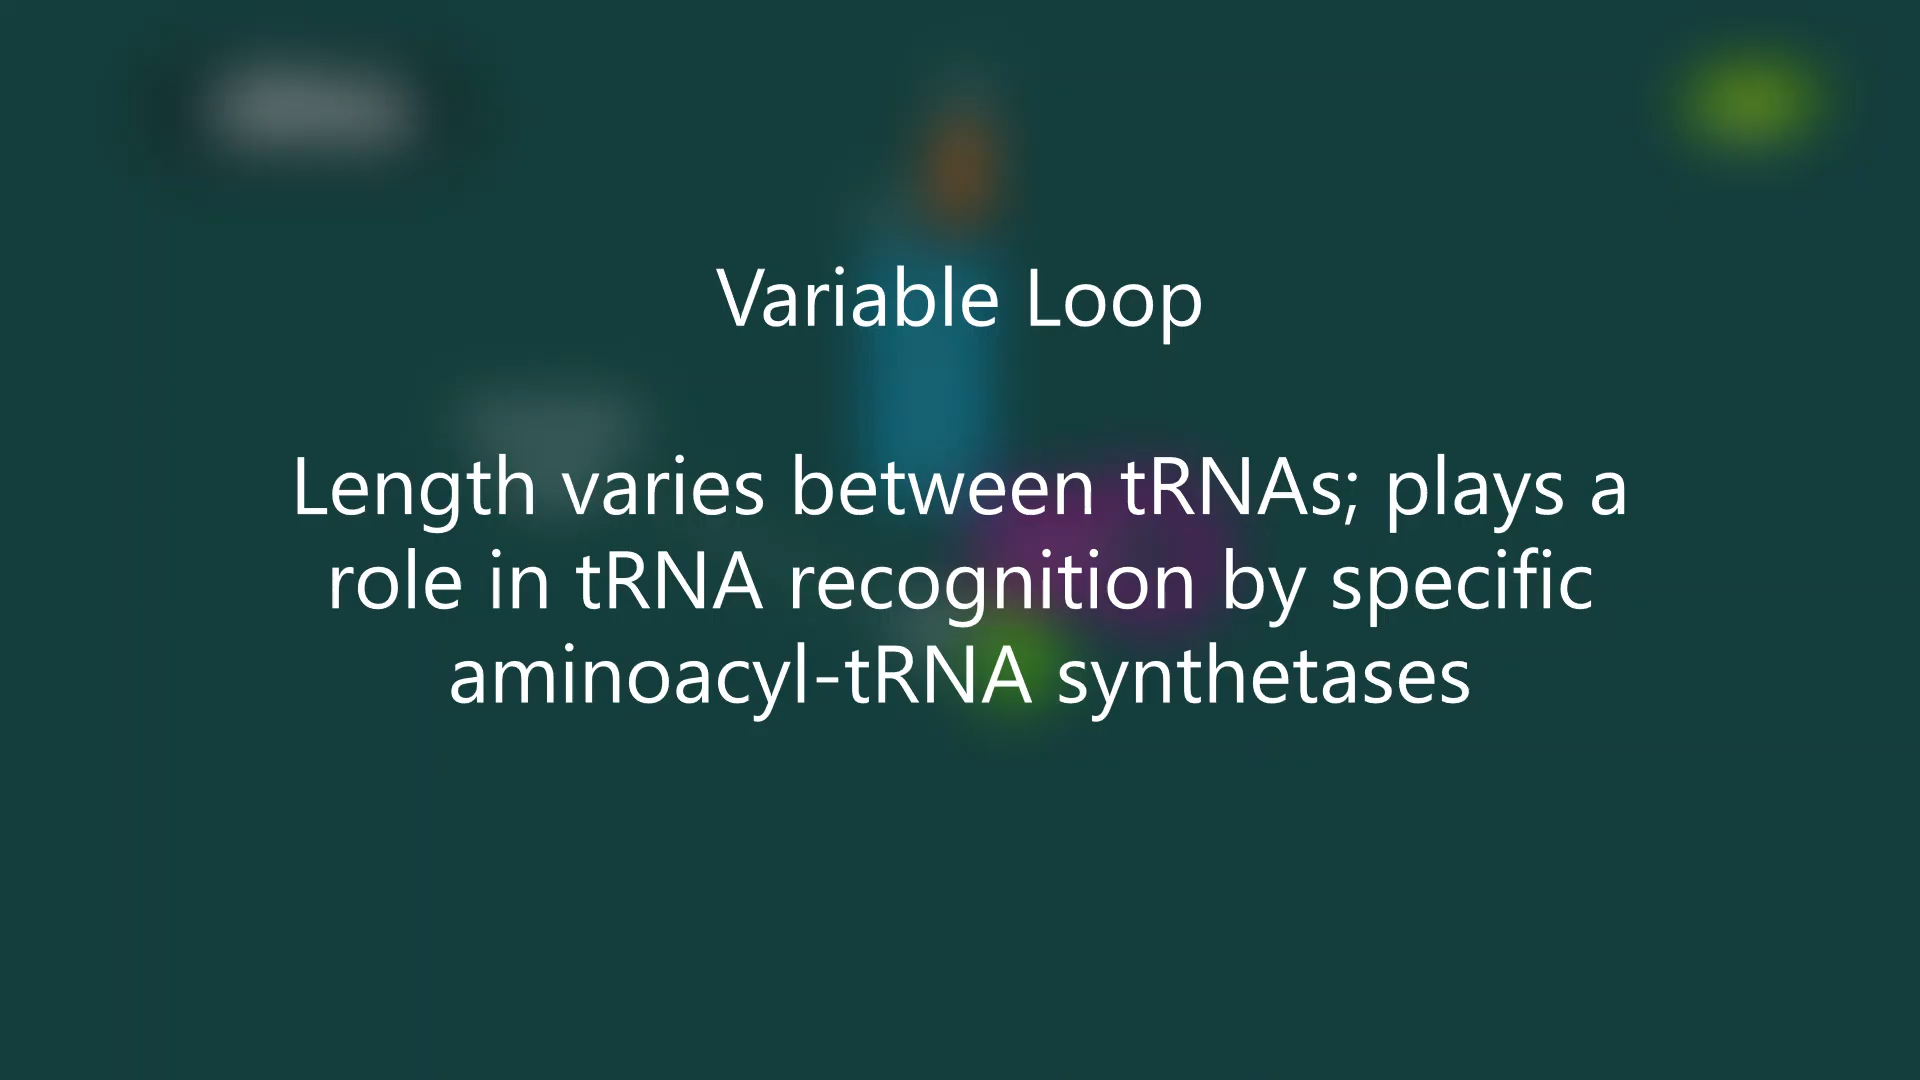 Variable Loop
Length varies between tRNAs; plays a
role in tRNA recognition by specific
aminoacyl-tRNA synthetases